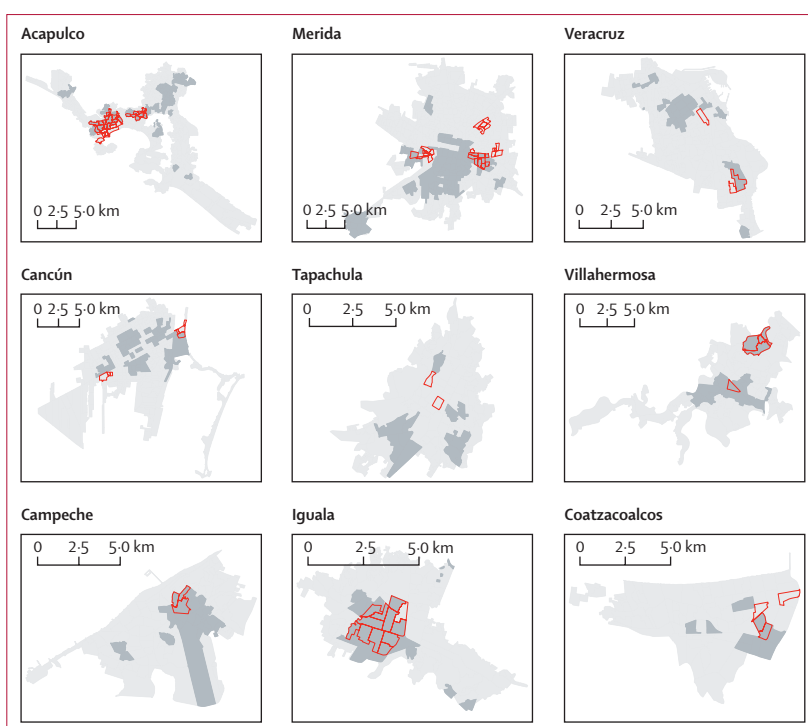 Acapulco
Merida
Veracruz
0 2·5 5·0 km
0 2·5 5·0 km
0 2·5 5·0 km
Cancún
Tapachula
Villahermosa
0 2·5 5·0 km
0 2·5 5·0 km
0 2·5 5·0 km
Campeche
Iguala
Coatzacoalcos
0 2·5 5·0 km
0 2·5 5·0 km
0 2·5 5·0 km